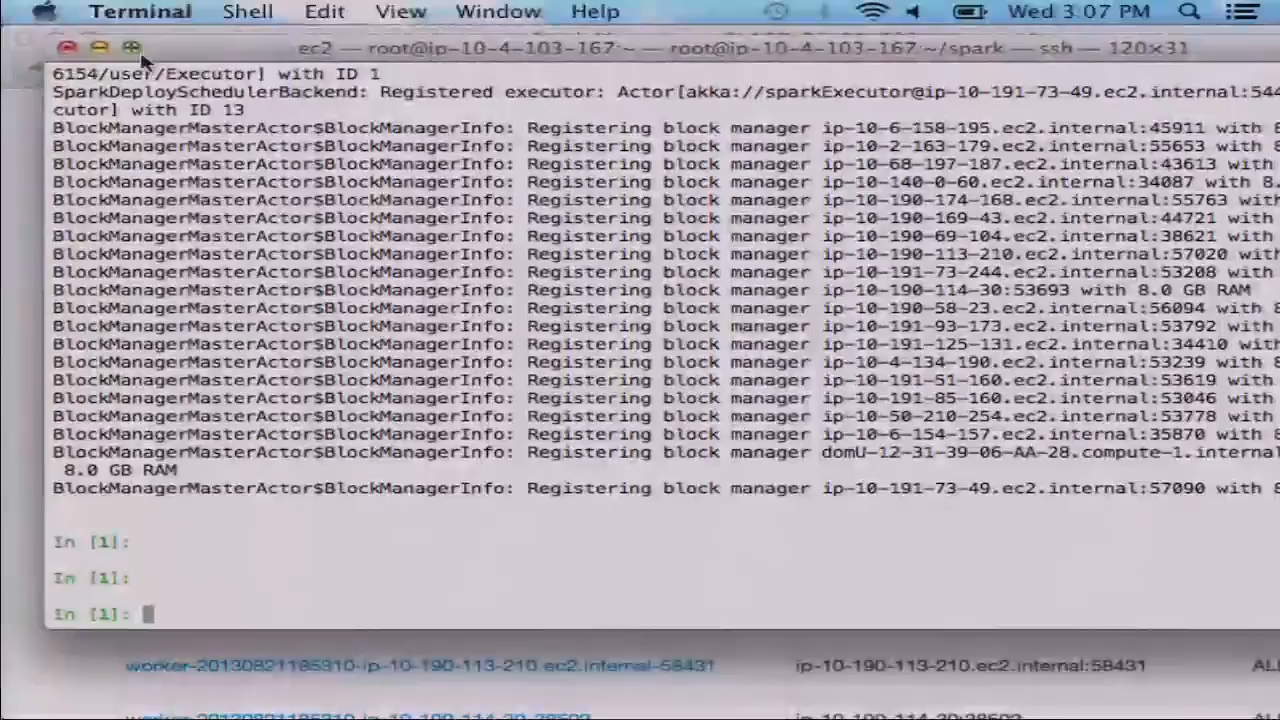 Terminal Shell Edit View Window Help Wed 3:07 PM
ec2 — root@ip-10-4-103-167:~ — root@ip-10-4-103-167:~/spark — ssh — 120×31
6154/user/Executor] with ID 1
SparkDeploySchedulerBackend: Registered executor: Actor[akka://sparkExecutor@ip-10-191-73-49.ec2.internal:544
cutor] with ID 13
BlockManagerMasterActor$BlockManagerInfo: Registering block manager ip-10-6-158-195.ec2.internal:45911 with 8
BlockManagerMasterActor$BlockManagerInfo: Registering block manager ip-10-2-163-179.ec2.internal:55653 with 8
BlockManagerMasterActor$BlockManagerInfo: Registering block manager ip-10-68-197-187.ec2.internal:43613 with
BlockManagerMasterActor$BlockManagerInfo: Registering block manager ip-10-140-0-60.ec2.internal:34087 with 8.
BlockManagerMasterActor$BlockManagerInfo: Registering block manager ip-10-190-174-168.ec2.internal:55763 with
BlockManagerMasterActor$BlockManagerInfo: Registering block manager ip-10-190-169-43.ec2.internal:44721 with
BlockManagerMasterActor$BlockManagerInfo: Registering block manager ip-10-190-69-104.ec2.internal:38621 with
BlockManagerMasterActor$BlockManagerInfo: Registering block manager ip-10-190-113-210.ec2.internal:57020 with
BlockManagerMasterActor$BlockManagerInfo: Registering block manager ip-10-191-73-244.ec2.internal:53208 with
BlockManagerMasterActor$BlockManagerInfo: Registering block manager ip-10-190-114-30:53693 with 8.0 GB RAM
BlockManagerMasterActor$BlockManagerInfo: Registering block manager ip-10-190-58-23.ec2.internal:56094 with 8
BlockManagerMasterActor$BlockManagerInfo: Registering block manager ip-10-191-93-173.ec2.internal:53792 with
BlockManagerMasterActor$BlockManagerInfo: Registering block manager ip-10-191-125-131.ec2.internal:34410 with
BlockManagerMasterActor$BlockManagerInfo: Registering block manager ip-10-4-134-190.ec2.internal:53239 with 8
BlockManagerMasterActor$BlockManagerInfo: Registering block manager ip-10-191-51-160.ec2.internal:53619 with
BlockManagerMasterActor$BlockManagerInfo: Registering block manager ip-10-191-85-160.ec2.internal:53046 with
BlockManagerMasterActor$BlockManagerInfo: Registering block manager ip-10-50-210-254.ec2.internal:53778 with
BlockManagerMasterActor$BlockManagerInfo: Registering block manager ip-10-6-154-157.ec2.internal:35870 with 8
BlockManagerMasterActor$BlockManagerInfo: Registering block manager domU-12-31-39-06-AA-28.compute-1.internal
8.0 GB RAM
BlockManagerMasterActor$BlockManagerInfo: Registering block manager ip-10-191-73-49.ec2.internal:57090 with 8
In [1]:
In [1]:
In [1]:
worker-20130821185310-ip-10-190-113-210.ec2.internal-58431 ip-10-190-113-210.ec2.internal:58431